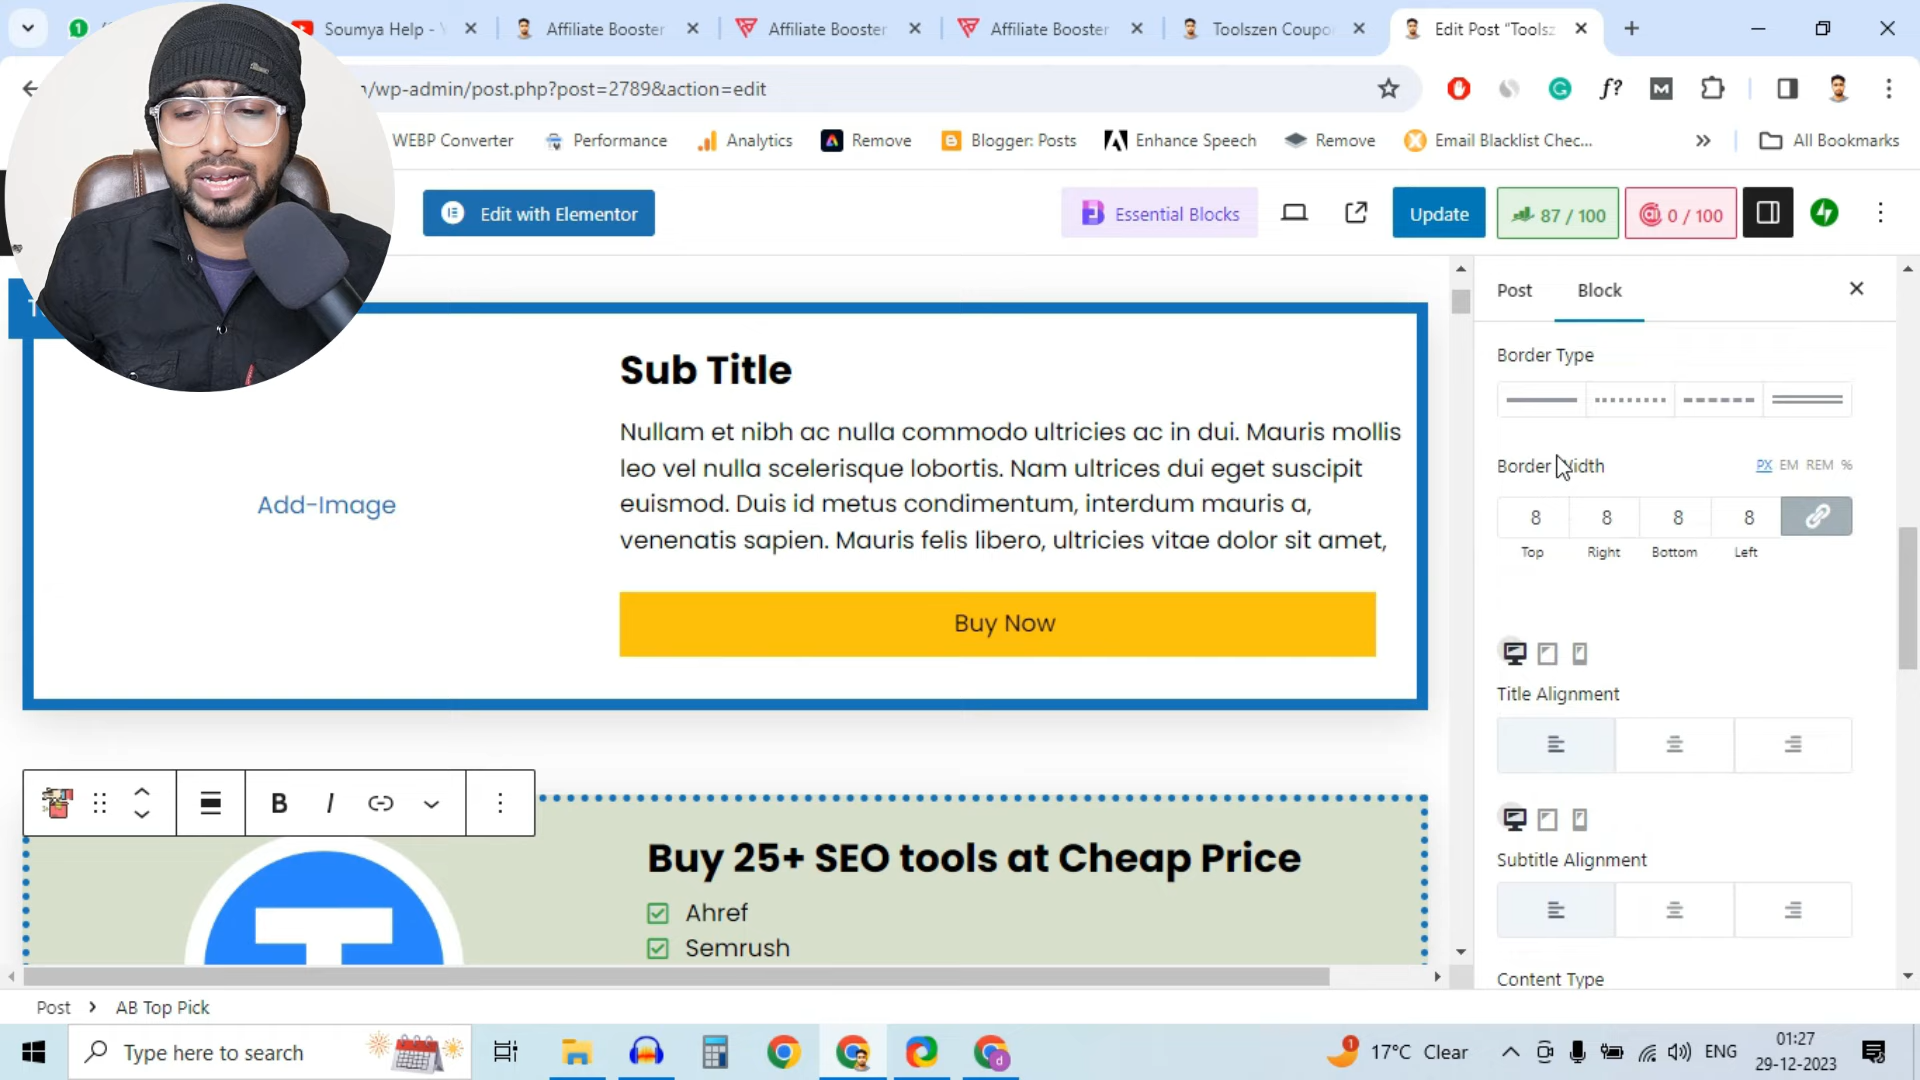 Soumya Help -
Affiliate Booster
Affiliate Booster
Affiliate Booster
Toolszen Coupo
Edit Post “Toolsz
/wp-admin/post.php?post=2789&action=edit
WEBP Converter
Performance
Analytics
Remove
Blogger: Posts
Enhance Speech
Remove
Email Blacklist Chec...
All Bookmarks
Edit with Elementor
Essential Blocks
Update
87 / 100
0 / 100
Post
Block
Border Type
Border Width
PX EM REM %
8 8 8 8
Top Right Bottom Left
Title Alignment
Subtitle Alignment
Content Type
Sub Title
Nullam et nibh ac nulla commodo ultricies ac in dui. Mauris mollis
leo vel nulla scelerisque lobortis. Nam ultrices dui eget suscipit
euismod. Duis id metus condimentum, interdum mauris a,
venenatis sapien. Mauris felis libero, ultricies vitae dolor sit amet,
Add-Image
Buy Now
B I
Buy 25+ SEO tools at Cheap Price
Ahref
Semrush
Post > AB Top Pick
Type here to search
17°C Clear
ENG
01:27
29-12-2023